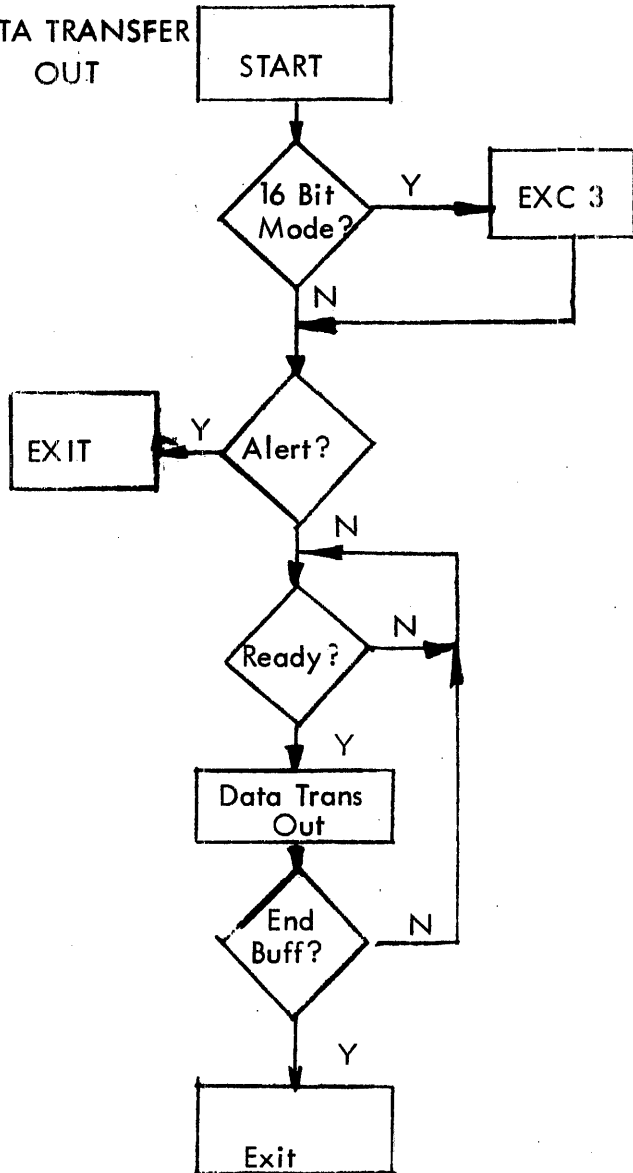 TA TRANSFER
OUT
START
16 Bit
Mode?
Y
EXC 3
N
Y
EXIT
Alert?
N
Ready?
N
Y
Data Trans
Out
End
Buff?
N
Y
Exit